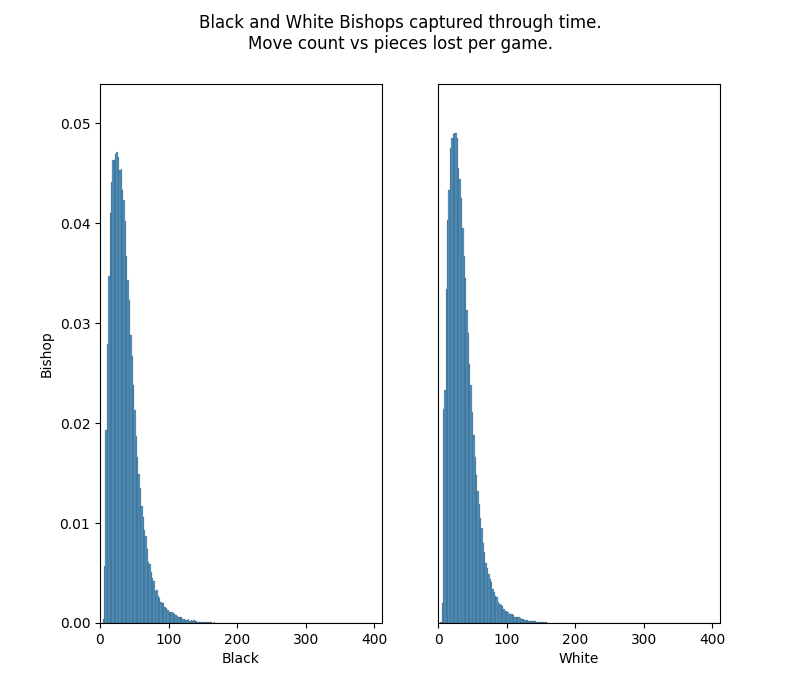 Black and White Bishops captured through time.
Move count vs pieces lost per game.
0.05
0.04
0.03
0.02
0.01
0.00
Bishop
0 100 200 300 400
Black
0 100 200 300 400
White